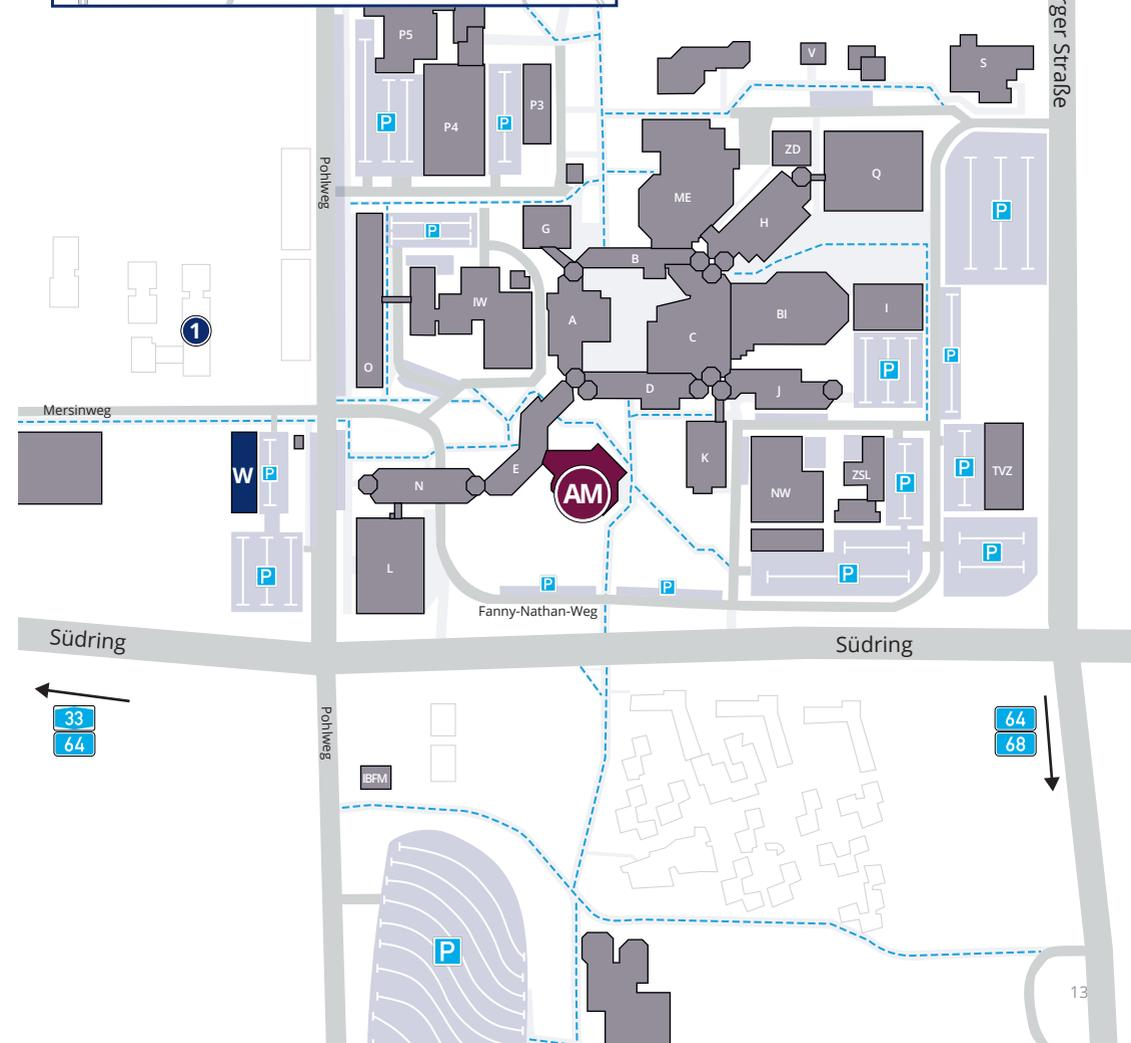 P5
V
S
rger Straße
P3
P
P
P4
ZD
Pohlweg
Q
ME
P
H
G
P
B
IW
A
I
BI
1
C
P
P
O
D
J
Mersinweg
K
W
P
E
N
AM
NW
ZSL
P
P
TVZ
P
L
P
P
P
P
Fanny-Nathan-Weg
Südring
Südring
33
64
64
68
Pohlweg
IBFM
P
13